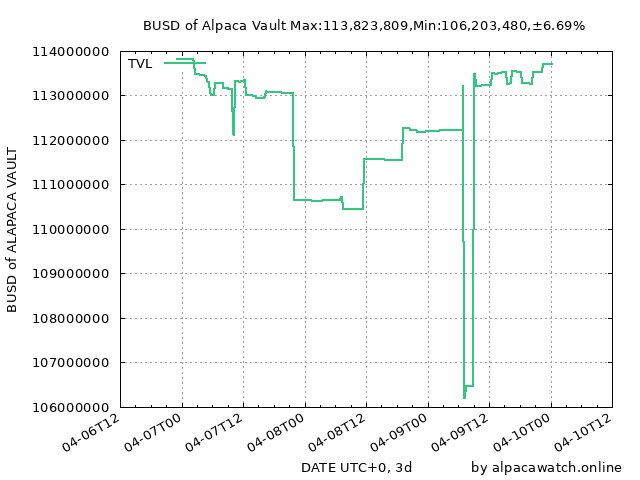 BUSD of Alpaca Vault Max:113,823,809,Min:106,203,480,±6.69%
TVL
114000000
113000000
112000000
111000000
110000000
109000000
108000000
107000000
106000000
BUSD of ALAPACA VAULT
04-06T12
04-07T00
04-07T12
04-08T00
04-08T12
04-09T00
04-09T12
04-10T00
04-10T12
DATE UTC+0, 3d
by alpacawatch.online